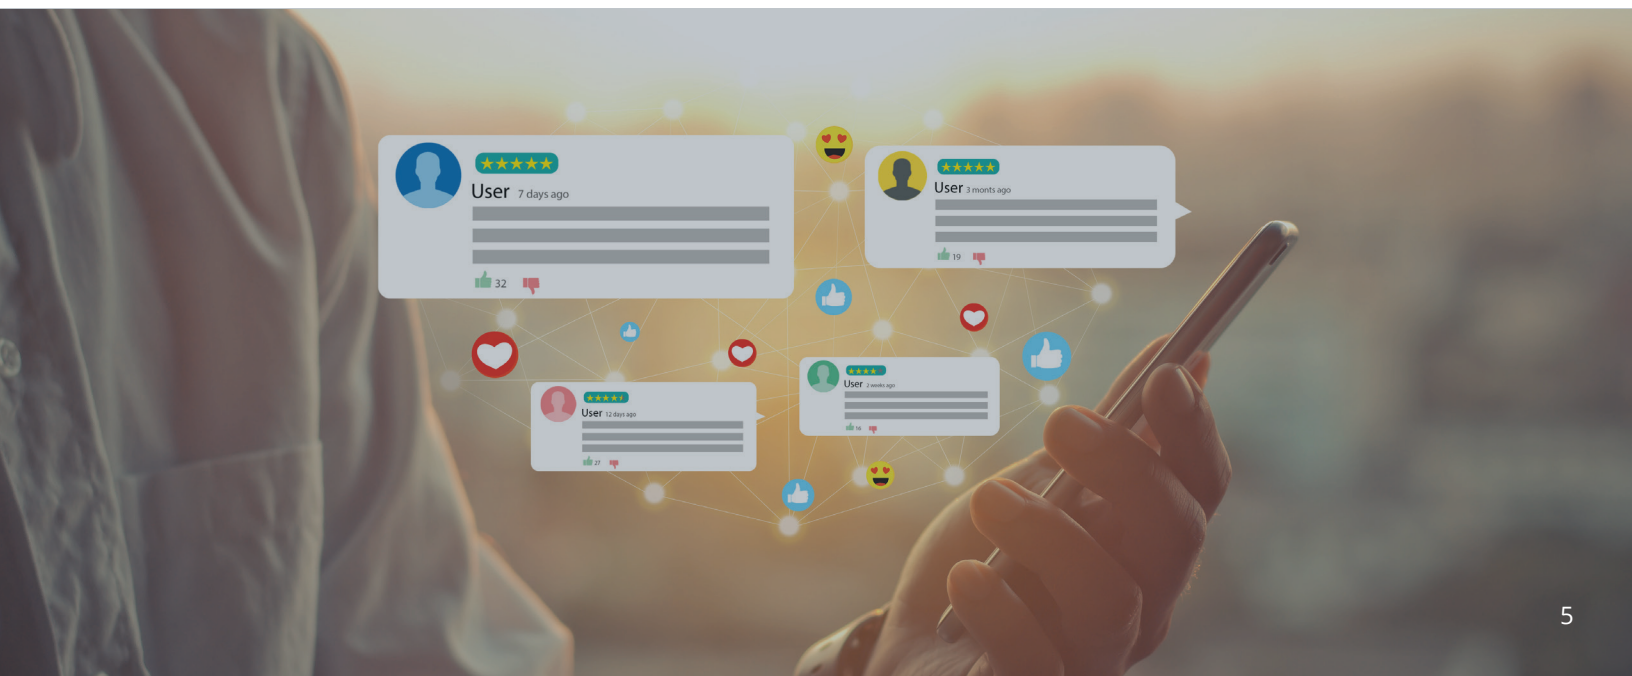 User 7 days ago
32
User 3 monts ago
19
User 2 weeks ago
16
User 12 days ago
27
5